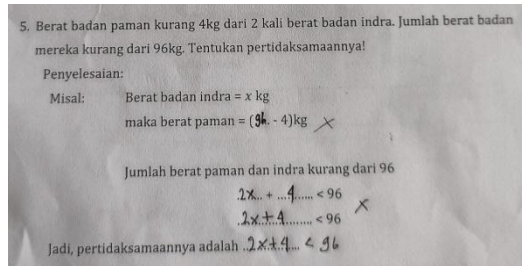 5. Berat badan paman kurang 4kg dari 2 kali berat badan indra. Jumlah berat badan
mereka kurang dari 96kg. Tentukan pertidaksamaannya!
Penyelesaian:
Misal: Berat badan indra = x kg
maka berat paman = (96. - 4)kg ✗
Jumlah berat paman dan indra kurang dari 96
.2x.. + ...4...... < 96
.2x.+.4......... < 96 ✗
Jadi, pertidaksamaannya adalah ..2x+4... < 96